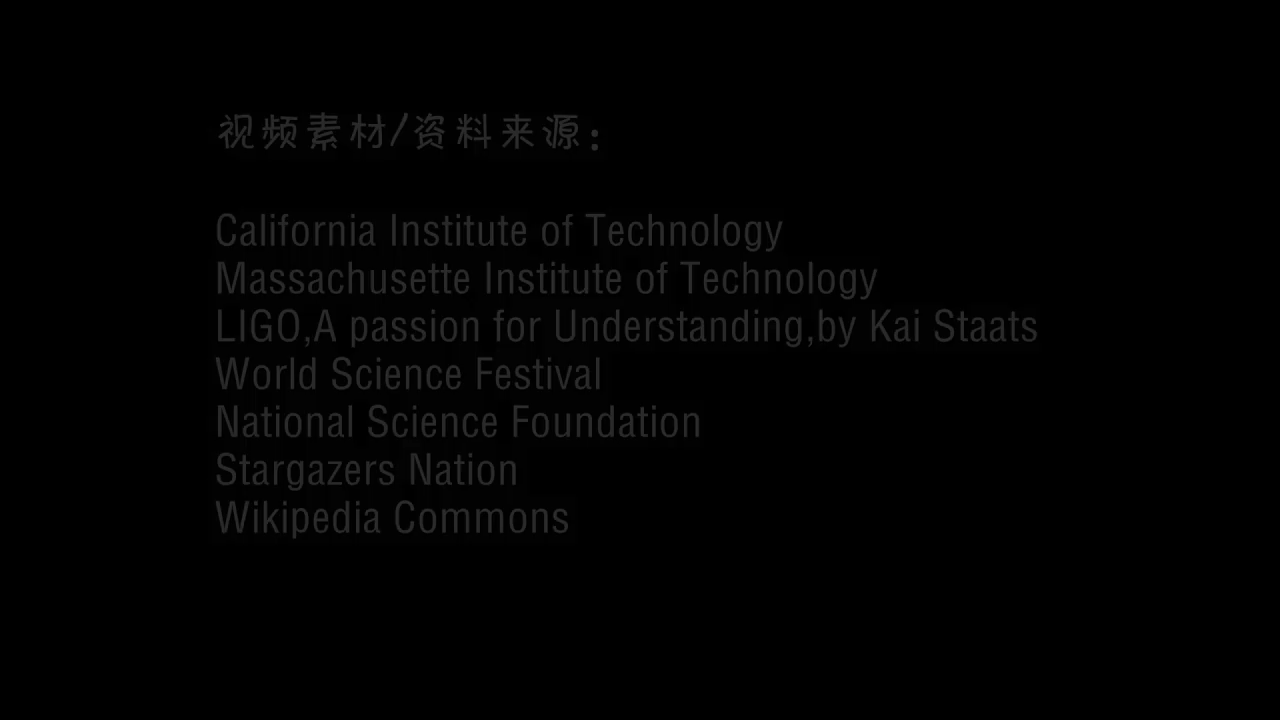 视频素材/资料来源：
California Institute of Technology
Massachusette Institute of Technology
LIGO,A passion for Understanding,by Kai Staats
World Science Festival
National Science Foundation
Stargazers Nation
Wikipedia Commons